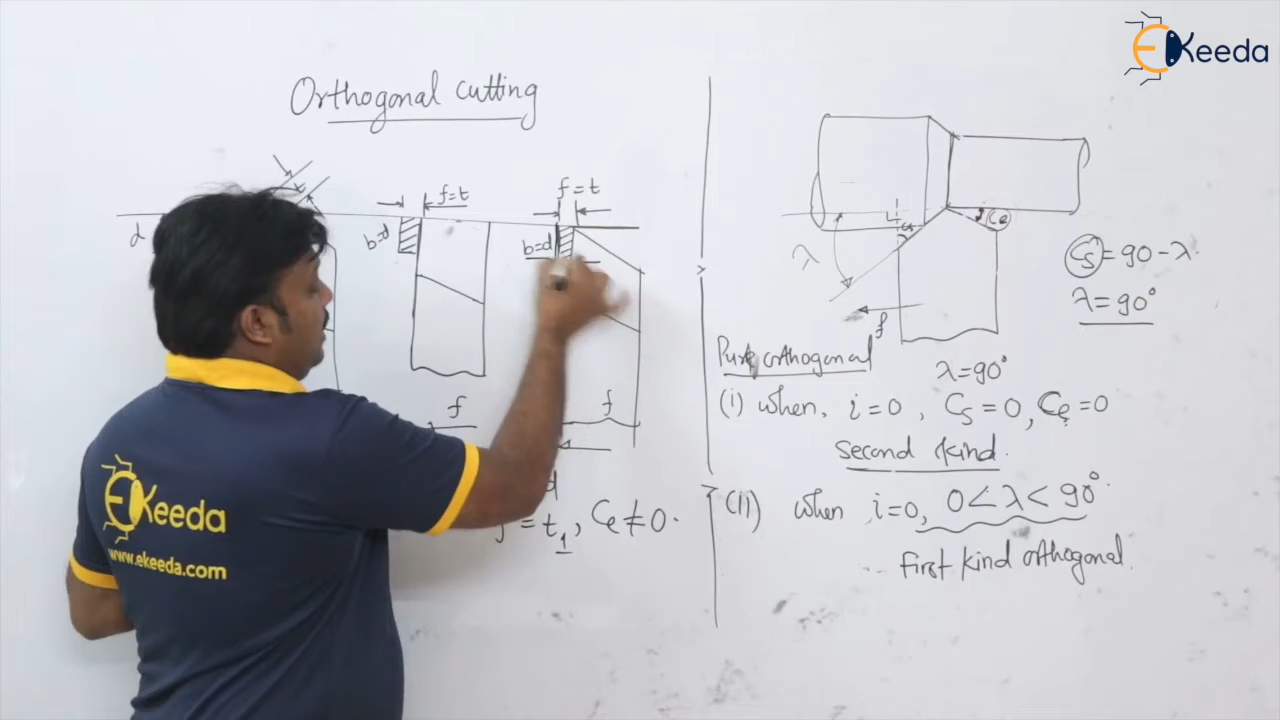 EKeeda
Orthogonal cutting
f=t
b=d
d
f=t
b=d
f
f
d
= t1, Ce ≠ 0.
λ
Cs
Ce
f
Cs = 90 - λ.
λ = 90°
Pure orthogonal
λ = 90°
(i) when, i=0, Cs=0, Ce=0
second kind.
(ii) when i=0, 0<λ<90°.
first kind orthogonal.
EKeeda
www.ekeeda.com